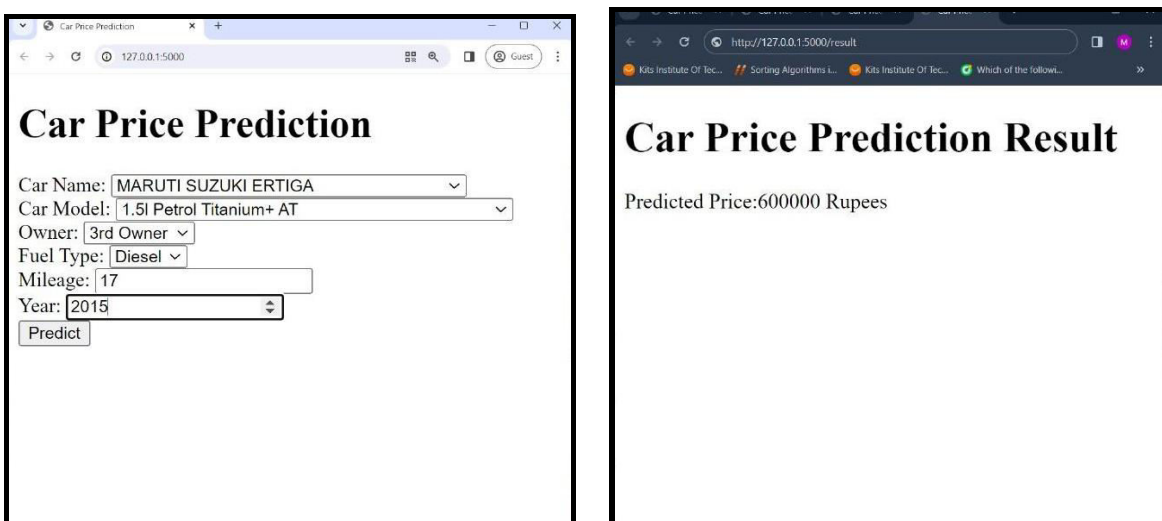 Car Price Prediction
127.0.0.1:5000
Guest
Car Price Prediction
Car Name: MARUTI SUZUKI ERTIGA
Car Model: 1.5l Petrol Titanium+ AT
Owner: 3rd Owner
Fuel Type: Diesel
Mileage: 17
Year: 2015
Predict
http://127.0.0.1:5000/result
M
Kits Institute Of Tec... Sorting Algorithms i... Kits Institute Of Tec... Which of the followi...
Car Price Prediction Result
Predicted Price:600000 Rupees